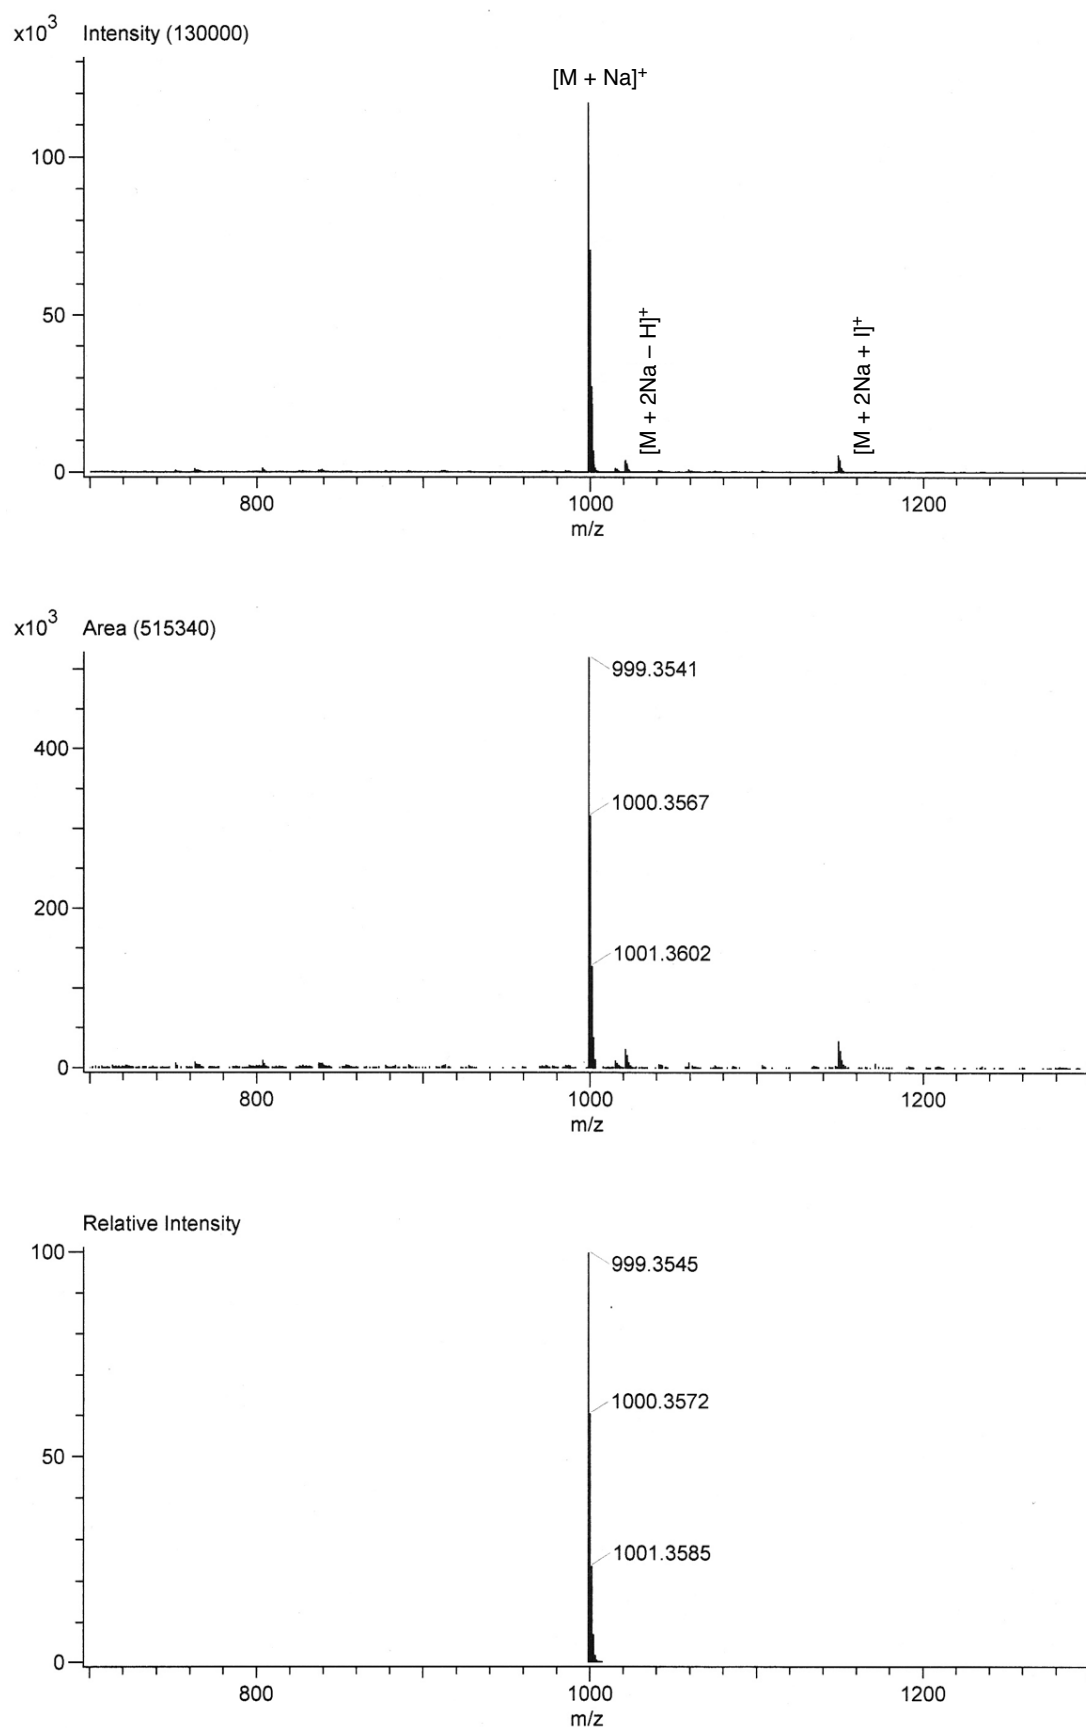 x10³ Intensity (130000)
[M + Na]⁺
100
50
[M + 2Na – H]⁺
[M + 2Na + I]⁺
0
800 1000 1200
m/z
x10³ Area (515340)
999.3541
1000.3567
400
200
1001.3602
0
800 1000 1200
m/z
Relative Intensity
100
999.3545
1000.3572
50
1001.3585
0
800 1000 1200
m/z